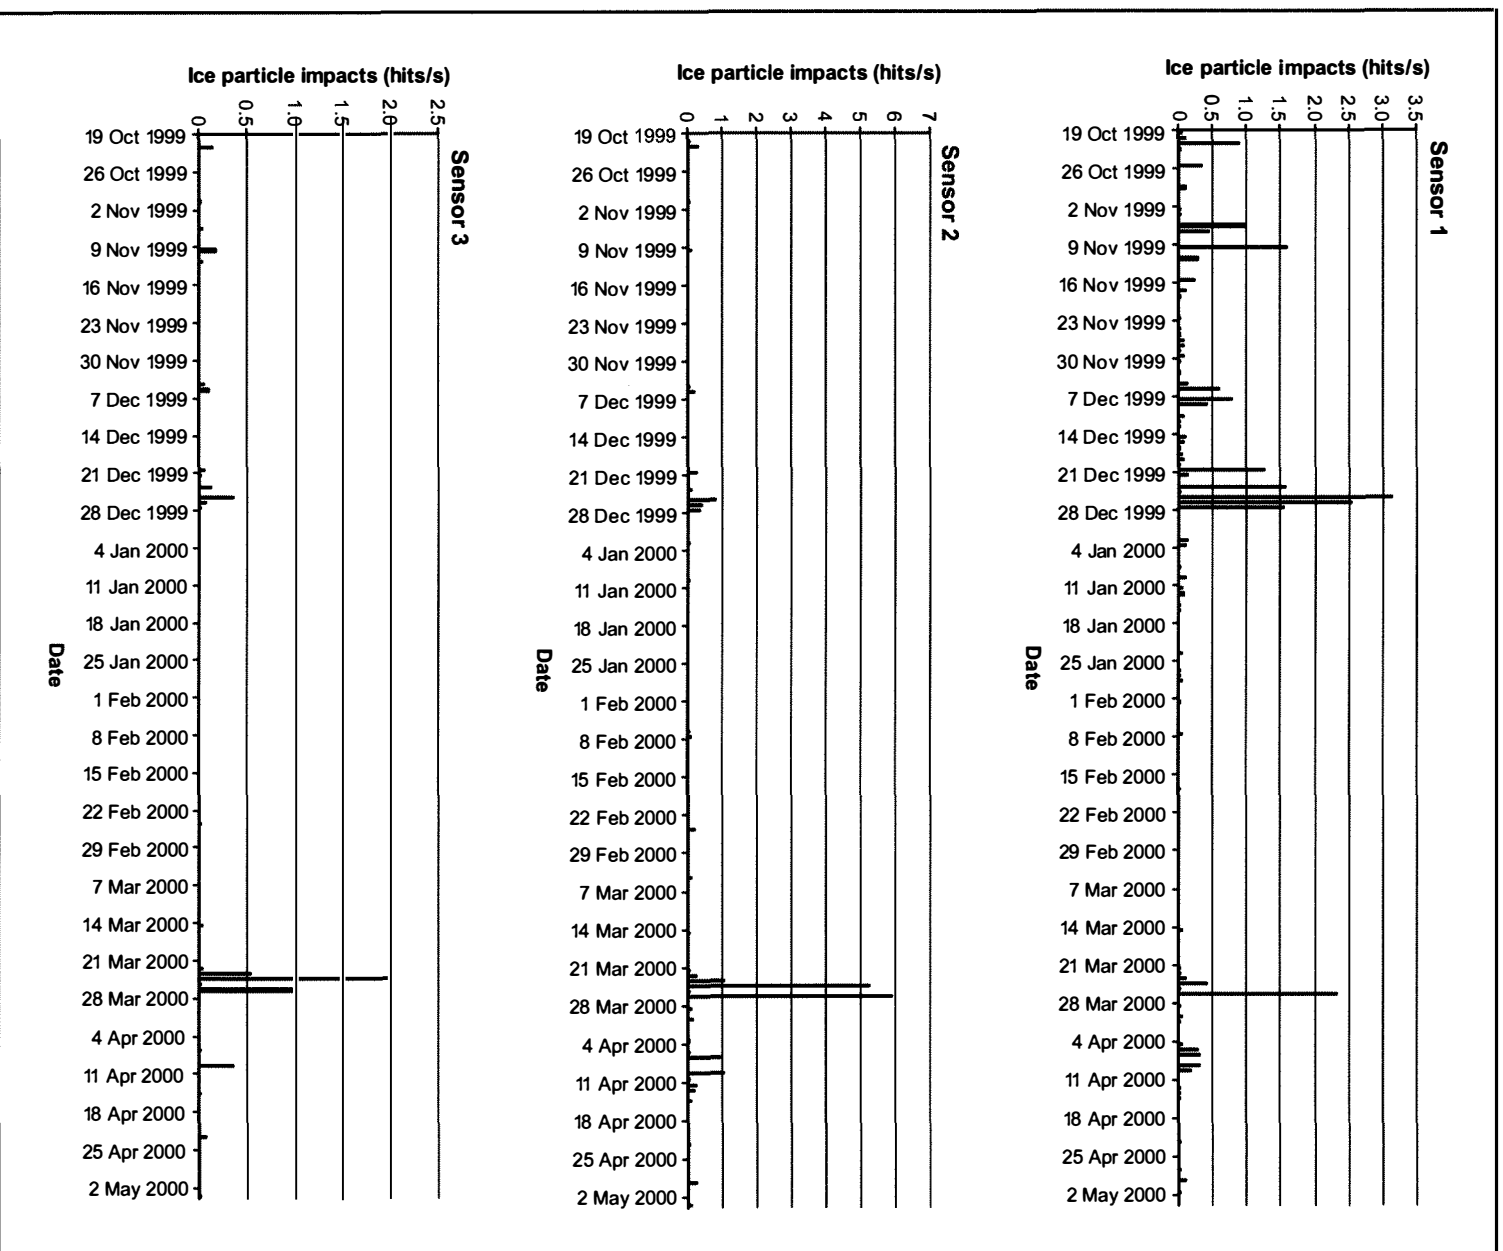 Sensor 1
Ice particle impacts (hits/s)
0
0.5
1.0
1.5
2.0
2.5
3.0
3.5
19 Oct 1999
26 Oct 1999
2 Nov 1999
9 Nov 1999
16 Nov 1999
23 Nov 1999
30 Nov 1999
7 Dec 1999
14 Dec 1999
21 Dec 1999
28 Dec 1999
4 Jan 2000
11 Jan 2000
18 Jan 2000
25 Jan 2000
1 Feb 2000
8 Feb 2000
15 Feb 2000
22 Feb 2000
29 Feb 2000
7 Mar 2000
14 Mar 2000
21 Mar 2000
28 Mar 2000
4 Apr 2000
11 Apr 2000
18 Apr 2000
25 Apr 2000
2 May 2000
Date
Sensor 2
Ice particle impacts (hits/s)
0
1
2
3
4
5
6
7
19 Oct 1999
26 Oct 1999
2 Nov 1999
9 Nov 1999
16 Nov 1999
23 Nov 1999
30 Nov 1999
7 Dec 1999
14 Dec 1999
21 Dec 1999
28 Dec 1999
4 Jan 2000
11 Jan 2000
18 Jan 2000
25 Jan 2000
1 Feb 2000
8 Feb 2000
15 Feb 2000
22 Feb 2000
29 Feb 2000
7 Mar 2000
14 Mar 2000
21 Mar 2000
28 Mar 2000
4 Apr 2000
11 Apr 2000
18 Apr 2000
25 Apr 2000
2 May 2000
Date
Sensor 3
Ice particle impacts (hits/s)
0
0.5
1.0
1.5
2.0
2.5
19 Oct 1999
26 Oct 1999
2 Nov 1999
9 Nov 1999
16 Nov 1999
23 Nov 1999
30 Nov 1999
7 Dec 1999
14 Dec 1999
21 Dec 1999
28 Dec 1999
4 Jan 2000
11 Jan 2000
18 Jan 2000
25 Jan 2000
1 Feb 2000
8 Feb 2000
15 Feb 2000
22 Feb 2000
29 Feb 2000
7 Mar 2000
14 Mar 2000
21 Mar 2000
28 Mar 2000
4 Apr 2000
11 Apr 2000
18 Apr 2000
25 Apr 2000
2 May 2000
Date